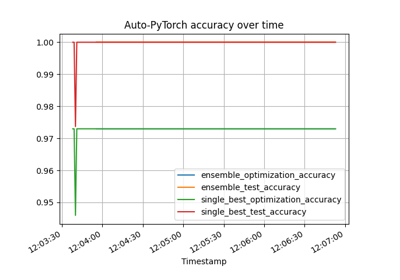 Auto-PyTorch accuracy over time
1.00
0.99
0.98
0.97
0.96
0.95
ensemble_optimization_accuracy
ensemble_test_accuracy
single_best_optimization_accuracy
single_best_test_accuracy
12:03:30
12:04:00
12:04:30
12:05:00
12:05:30
12:06:00
12:06:30
12:07:00
Timestamp